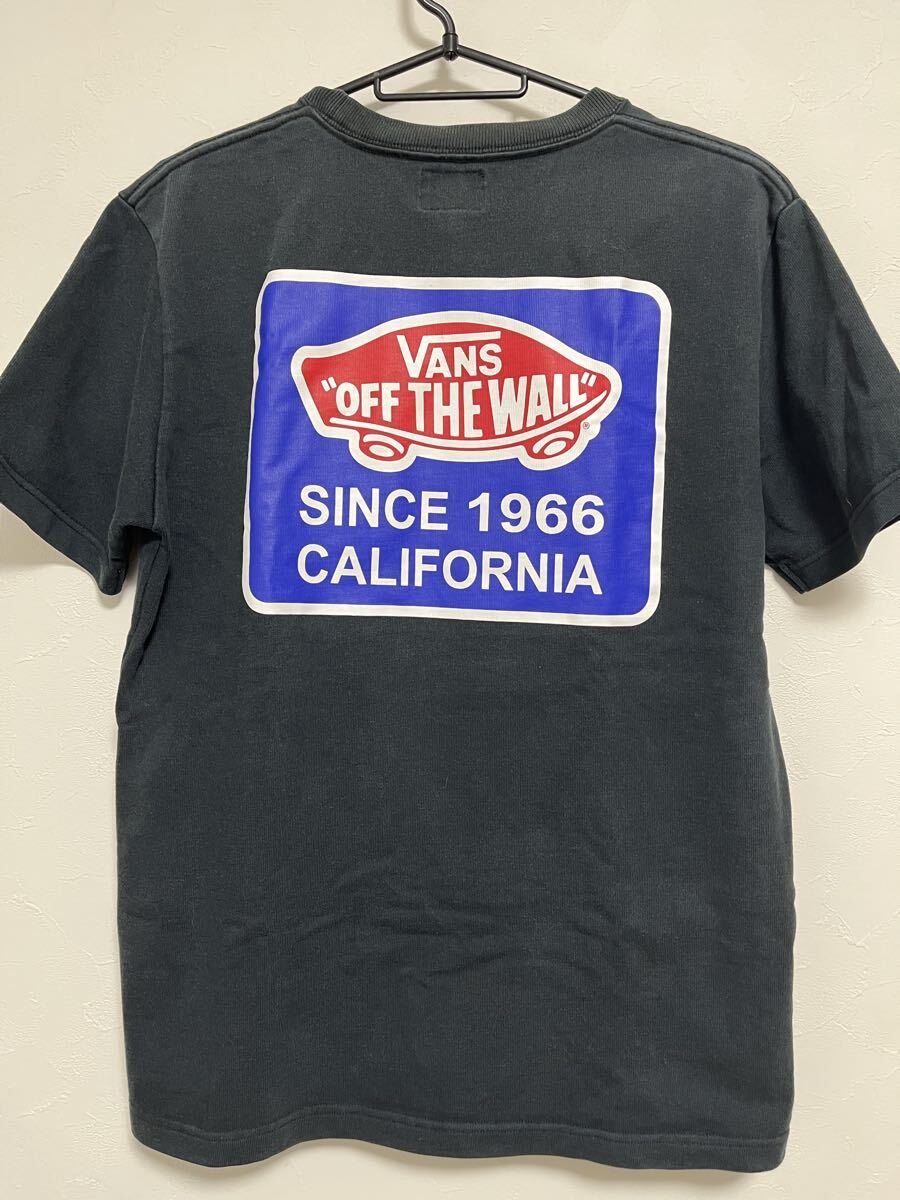 VANS
"OFF THE WALL"
®
SINCE 1966
CALIFORNIA